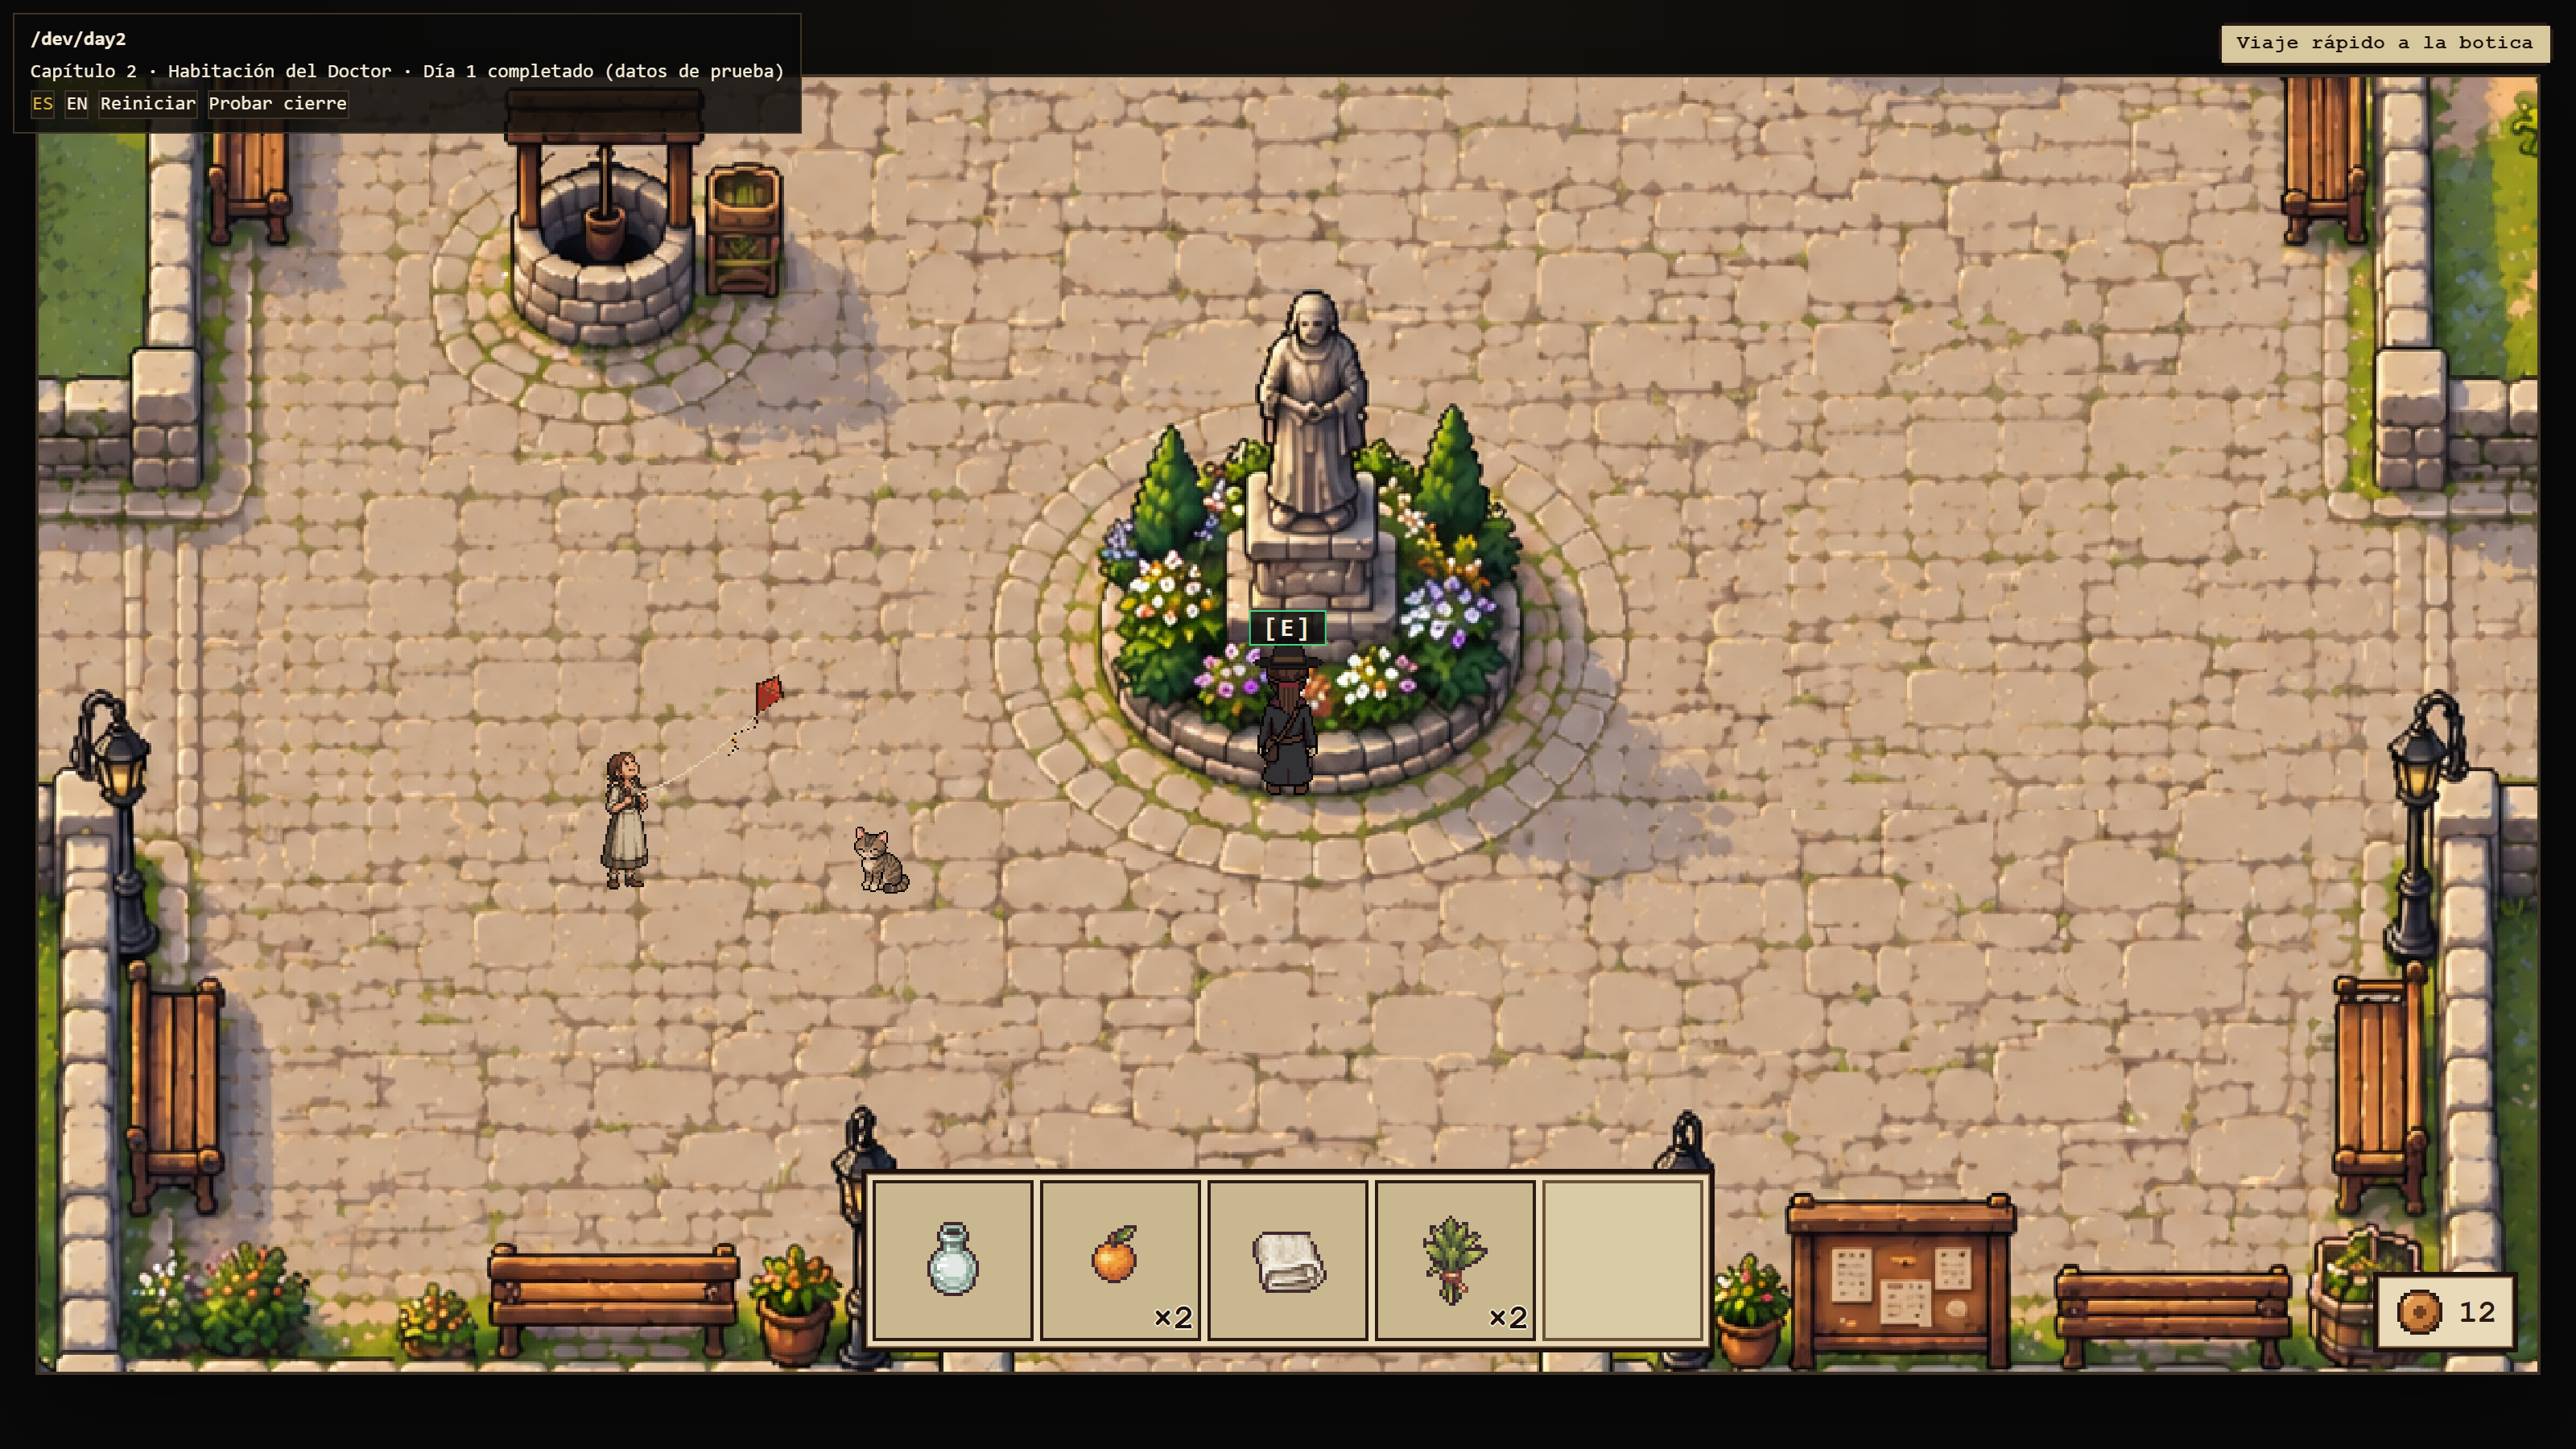 /dev/day2
Capítulo 2 · Habitación del Doctor · Día 1 completado (datos de prueba)
ES EN Reiniciar Probar cierre
Viaje rápido a la botica
[E]
×2
×2
12